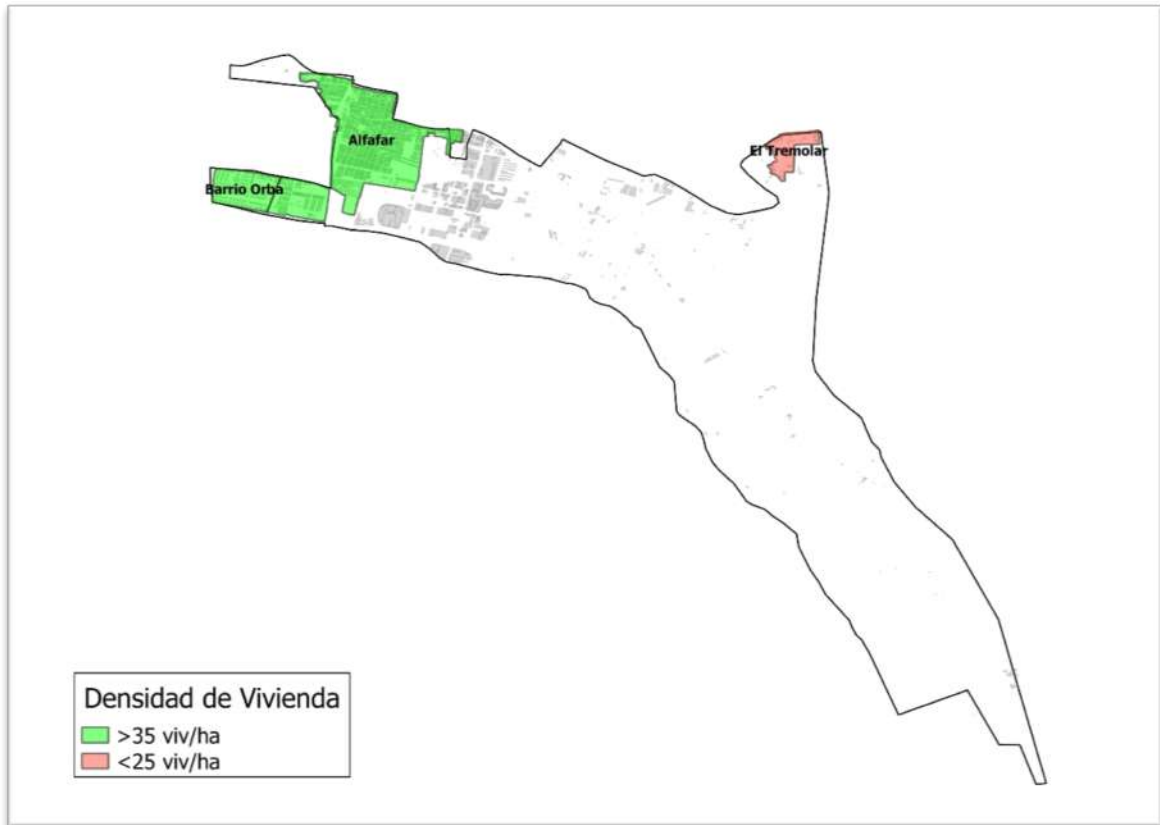 Alfafar
El Tremolar
Barrio Orba
Densidad de Vivienda
>35 viv/ha
<25 viv/ha